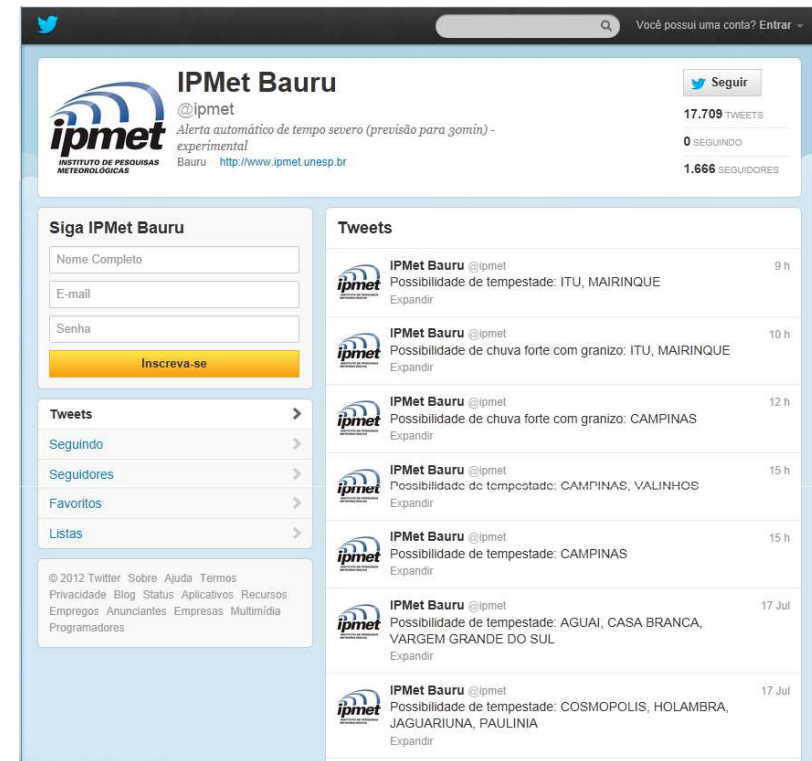 Você possui uma conta? Entrar
ipmet
INSTITUTO DE PESQUISAS
METEOROLÓGICAS
IPMet Bauru
@ipmet
Alerta automático de tempo severo (previsão para 30min) -
experimental
Bauru · http://www.ipmet.unesp.br
Seguir
17.709 TWEETS
0 SEGUINDO
1.666 SEGUIDORES
Siga IPMet Bauru
Nome Completo
E-mail
Senha
Inscreva-se
Tweets
Seguindo
Seguidores
Favoritos
Listas
© 2012 Twitter Sobre Ajuda Termos
Privacidade Blog Status Aplicativos Recursos
Empregos Anunciantes Empresas Multimídia
Programadores
Tweets
ipmet
IPMet Bauru @ipmet 9 h
Possibilidade de tempestade: ITU, MAIRINQUE
Expandir
ipmet
IPMet Bauru @ipmet 10 h
Possibilidade de chuva forte com granizo: ITU, MAIRINQUE
Expandir
ipmet
IPMet Bauru @ipmet 12 h
Possibilidade de chuva forte com granizo: CAMPINAS
Expandir
ipmet
IPMet Bauru @ipmet 15 h
Possibilidade de tempestade: CAMPINAS, VALINHOS
Expandir
ipmet
IPMet Bauru @ipmet 15 h
Possibilidade de tempestade: CAMPINAS
Expandir
ipmet
IPMet Bauru @ipmet 17 Jul
Possibilidade de tempestade: AGUAI, CASA BRANCA,
VARGEM GRANDE DO SUL
Expandir
ipmet
IPMet Bauru @ipmet 17 Jul
Possibilidade de tempestade: COSMOPOLIS, HOLAMBRA,
JAGUARIUNA, PAULINIA
Expandir